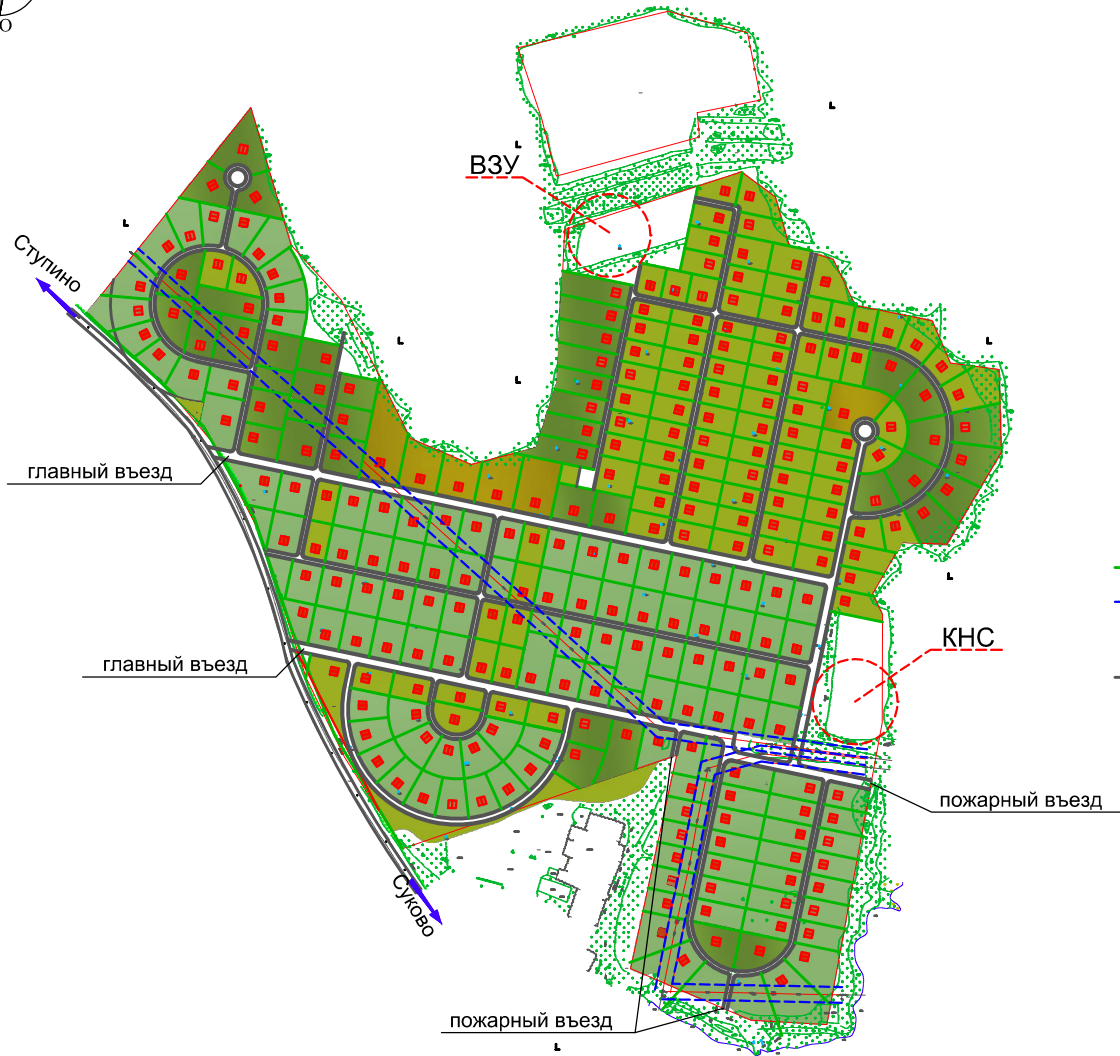 Ю
ВЗУ
Ступино
главный въезд
КНС
главный въезд
пожарный въезд
Суково
пожарный въезд